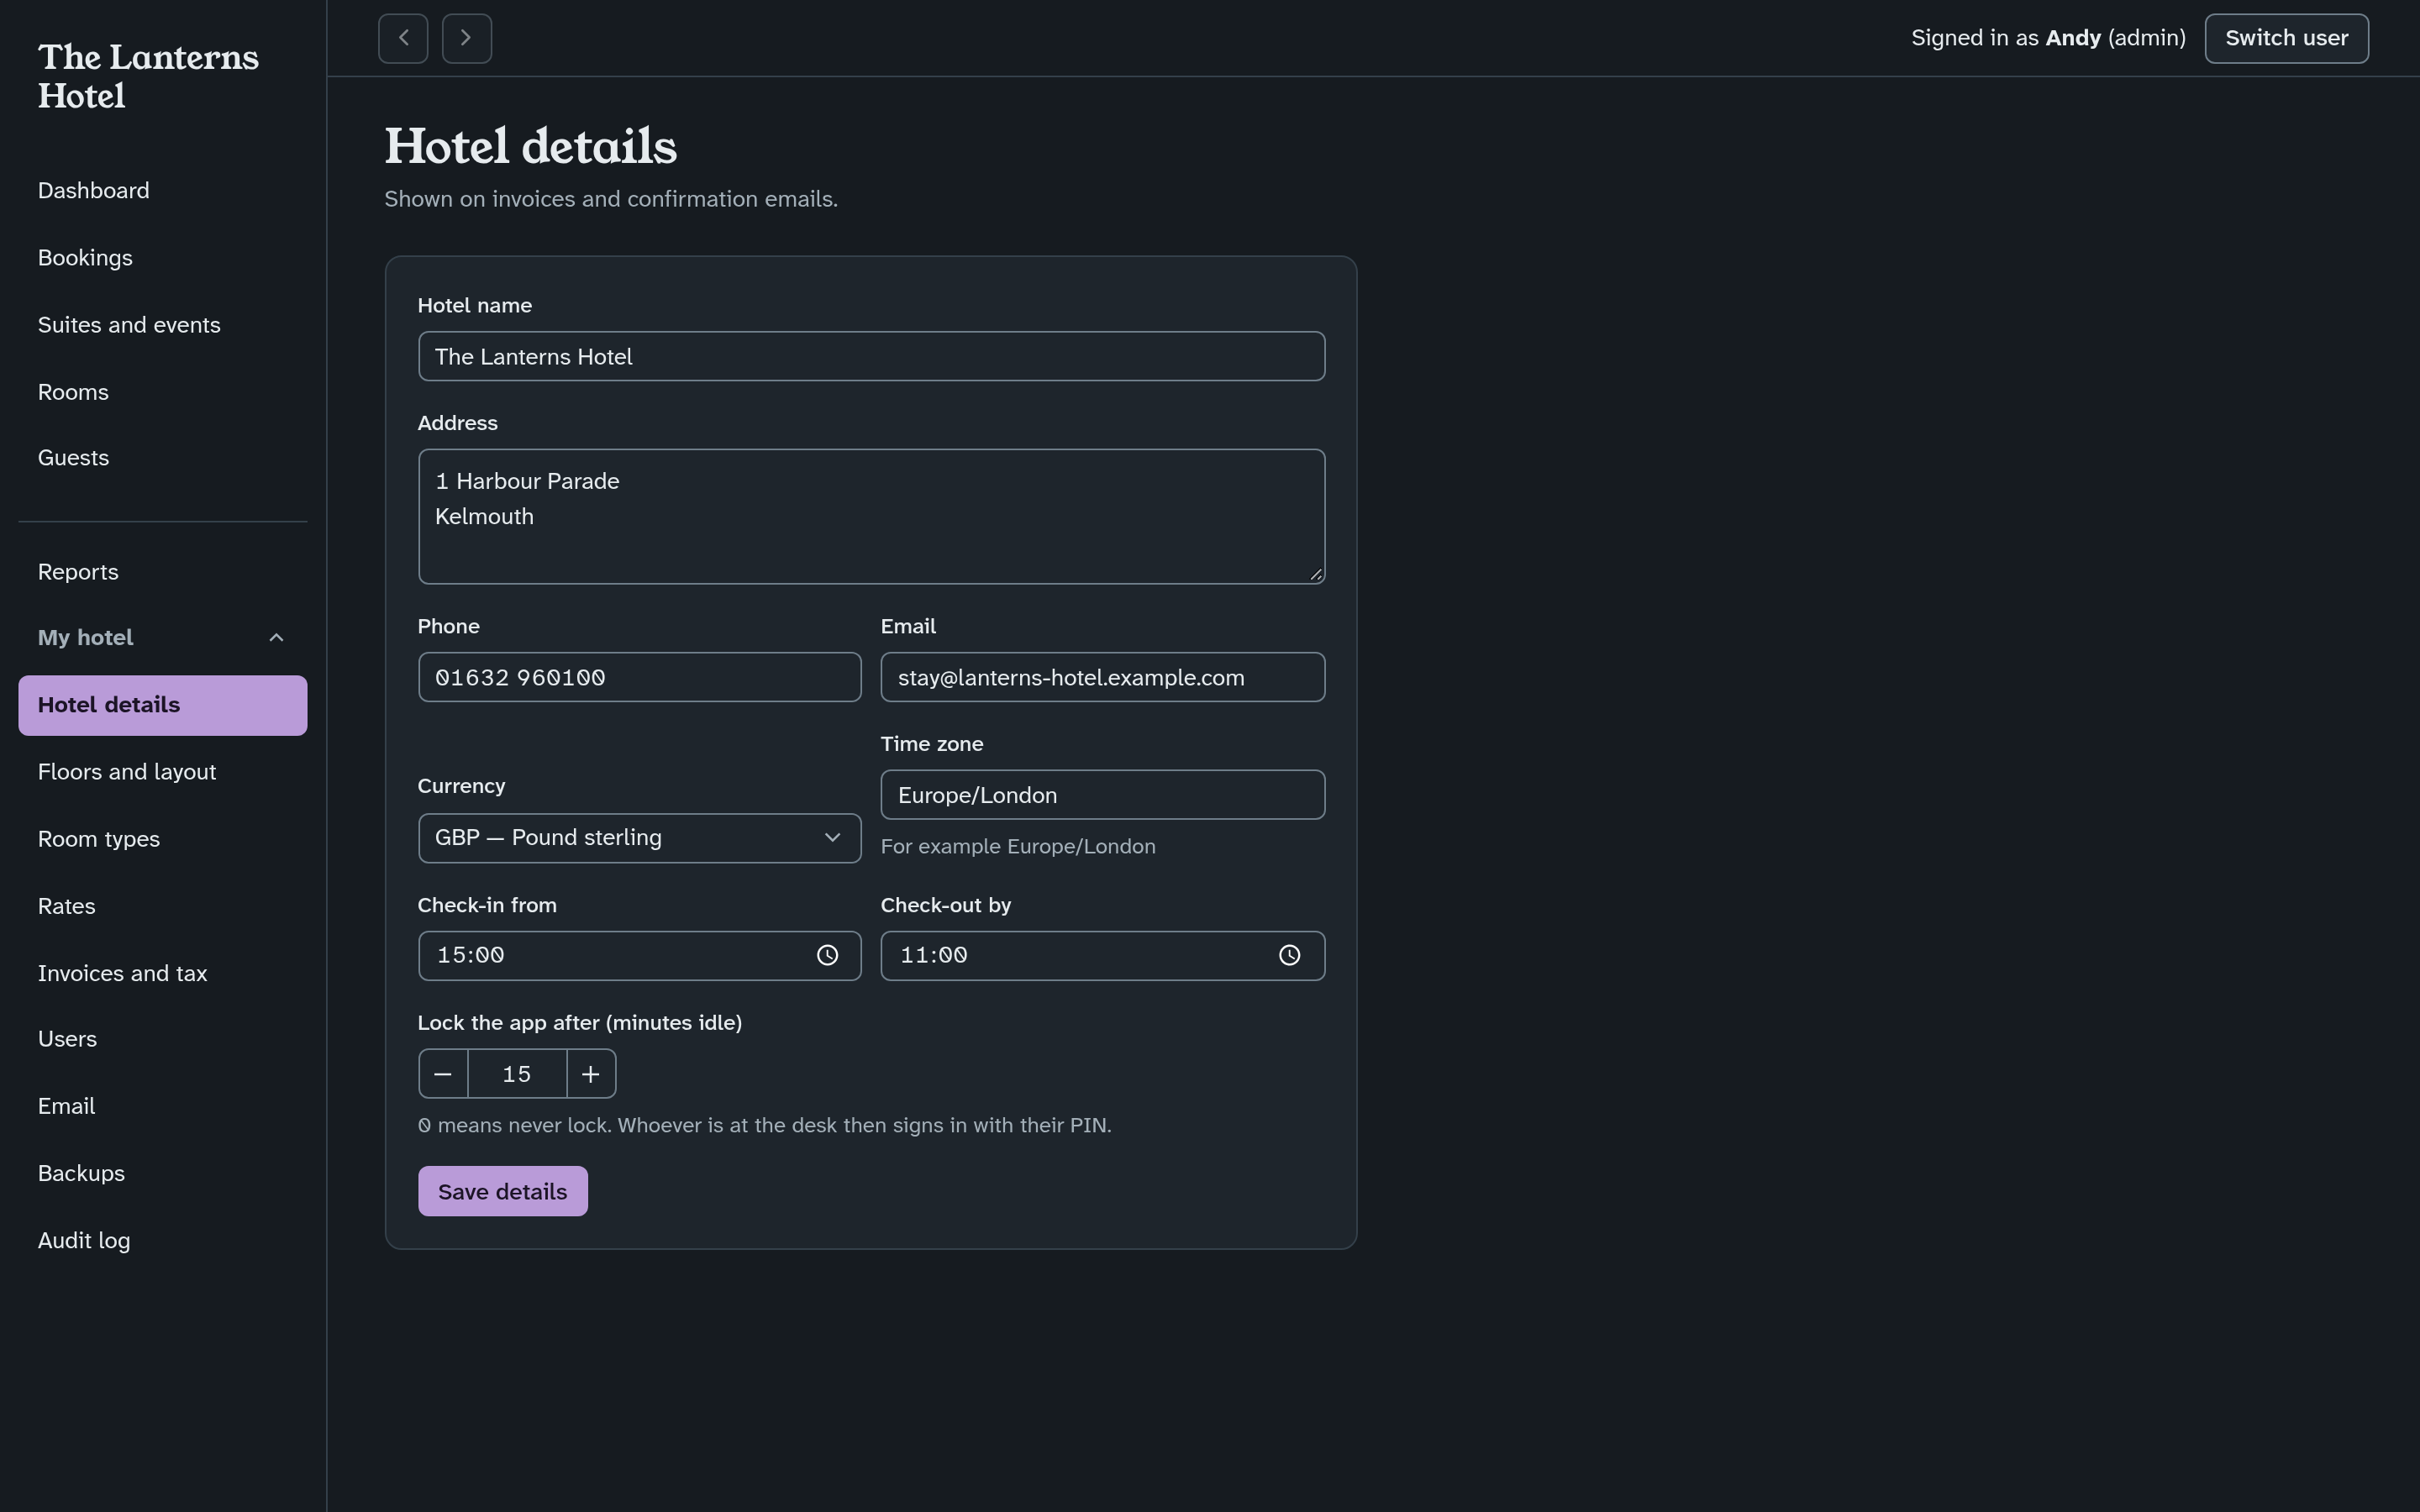 The Lanterns
Hotel
Dashboard
Bookings
Suites and events
Rooms
Guests
Reports
My hotel
Hotel details
Floors and layout
Room types
Rates
Invoices and tax
Users
Email
Backups
Audit log
Signed in as Andy (admin)
Switch user
Hotel details
Shown on invoices and confirmation emails.
Hotel name
The Lanterns Hotel
Address
1 Harbour Parade
Kelmouth
Phone
01632 960100
Email
stay@lanterns-hotel.example.com
Currency
GBP — Pound sterling
Time zone
Europe/London
For example Europe/London
Check-in from
15:00
Check-out by
11:00
Lock the app after (minutes idle)
15
0 means never lock. Whoever is at the desk then signs in with their PIN.
Save details